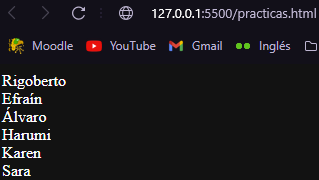 127.0.0.1:5500/practicas.html
Moodle YouTube Gmail Inglés
Rigoberto
Efraín
Álvaro
Harumi
Karen
Sara